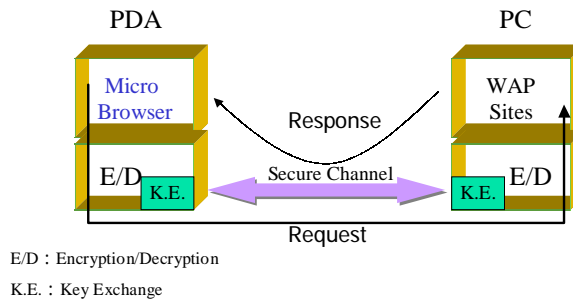 PDA
PC
Micro
Browser
WAP
Sites
Response
E/D
K.E.
Secure Channel
K.E.
E/D
Request
E/D：Encryption/Decryption
K.E.：Key Exchange